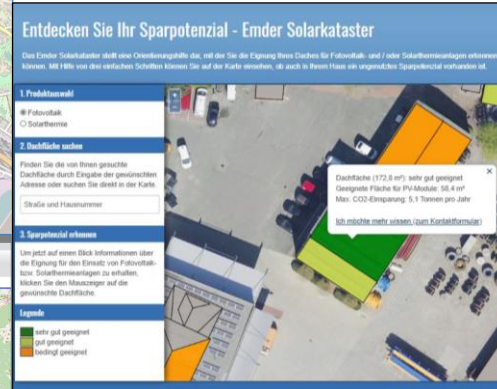 Entdecken Sie Ihr Sparpotenzial - Emder Solarkataster
Das Emder Solarkataster stellt eine Orientierungshilfe dar, mit der Sie die Eignung Ihres Daches für Fotovoltaik- und / oder Solarthermieanlagen erkennen
können. Mit Hilfe von drei einfachen Schritten können Sie auf der Karte einsehen, ob auch in Ihrem Haus ein ungenutztes Sparpotenzial vorhanden ist.
1. Produktauswahl
Fotovoltaik
Solarthermie
2. Dachfläche suchen
Finden Sie die von Ihnen gesuchte
Dachfläche durch Eingabe der gewünschten
Adresse oder suchen Sie direkt in der Karte.
Straße und Hausnummer
3. Sparpotenzial erkennen
Um jetzt auf einen Blick Informationen über
die Eignung für den Einsatz von Fotovoltaik-
bzw. Solarthermieanlagen zu erhalten,
klicken Sie den Mauszeiger auf die
gewünschte Dachfläche.
Legende
sehr gut geeignet
gut geeignet
bedingt geeignet
Dachfläche (172,8 m²): sehr gut geeignet
Geeignete Fläche für PV-Module: 58,4 m²
Max. CO2-Einsparung: 5,1 Tonnen pro Jahr
Ich möchte mehr wissen (zum Kontaktformular)